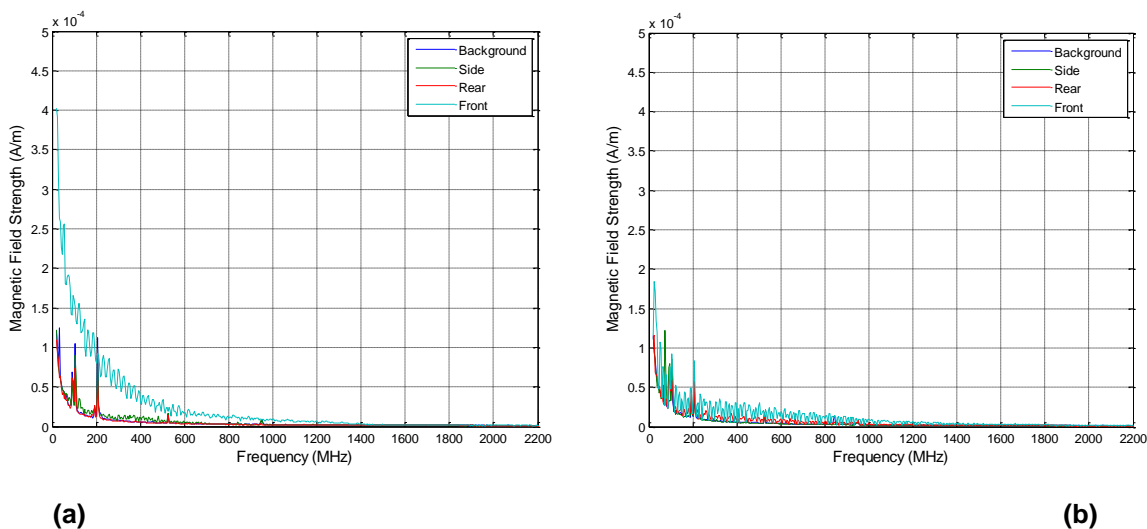 x 10⁻⁴
5
4.5
4
3.5
3
2.5
2
1.5
1
0.5
0
0 200 400 600 800 1000 1200 1400 1600 1800 2000 2200
Magnetic Field Strength (A/m)
Frequency (MHz)
Background
Side
Rear
Front
(a)
x 10⁻⁴
5
4.5
4
3.5
3
2.5
2
1.5
1
0.5
0
0 200 400 600 800 1000 1200 1400 1600 1800 2000 2200
Magnetic Field Strength (A/m)
Frequency (MHz)
Background
Side
Rear
Front
(b)